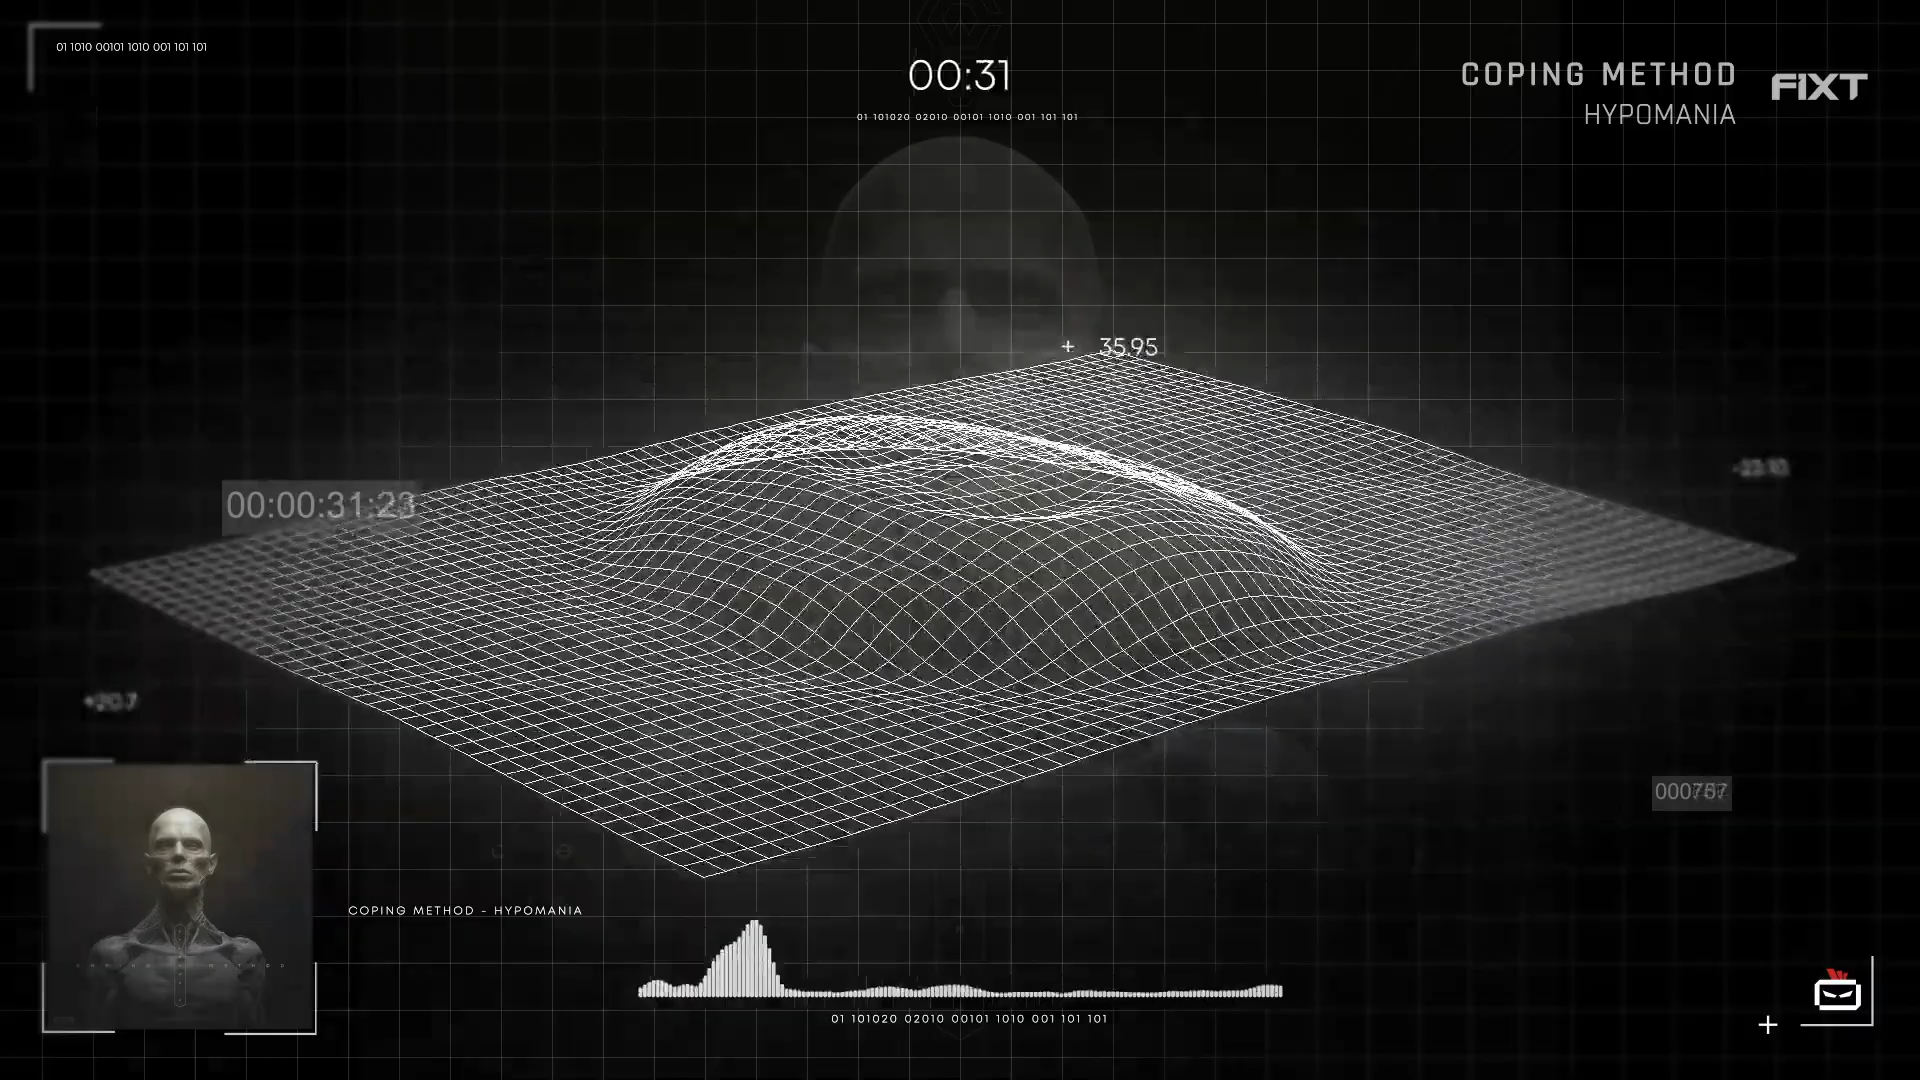 01 1010 00101 1010 001 101 101
00:31
01 101020 02010 00101 1010 001 101 101
COPING METHOD
HYPOMANIA
FIXT
+ 35.95
00:00:31:23
+20.7
COPING METHOD - HYPOMANIA
01 101020 02010 00101 1010 001 101 101
+